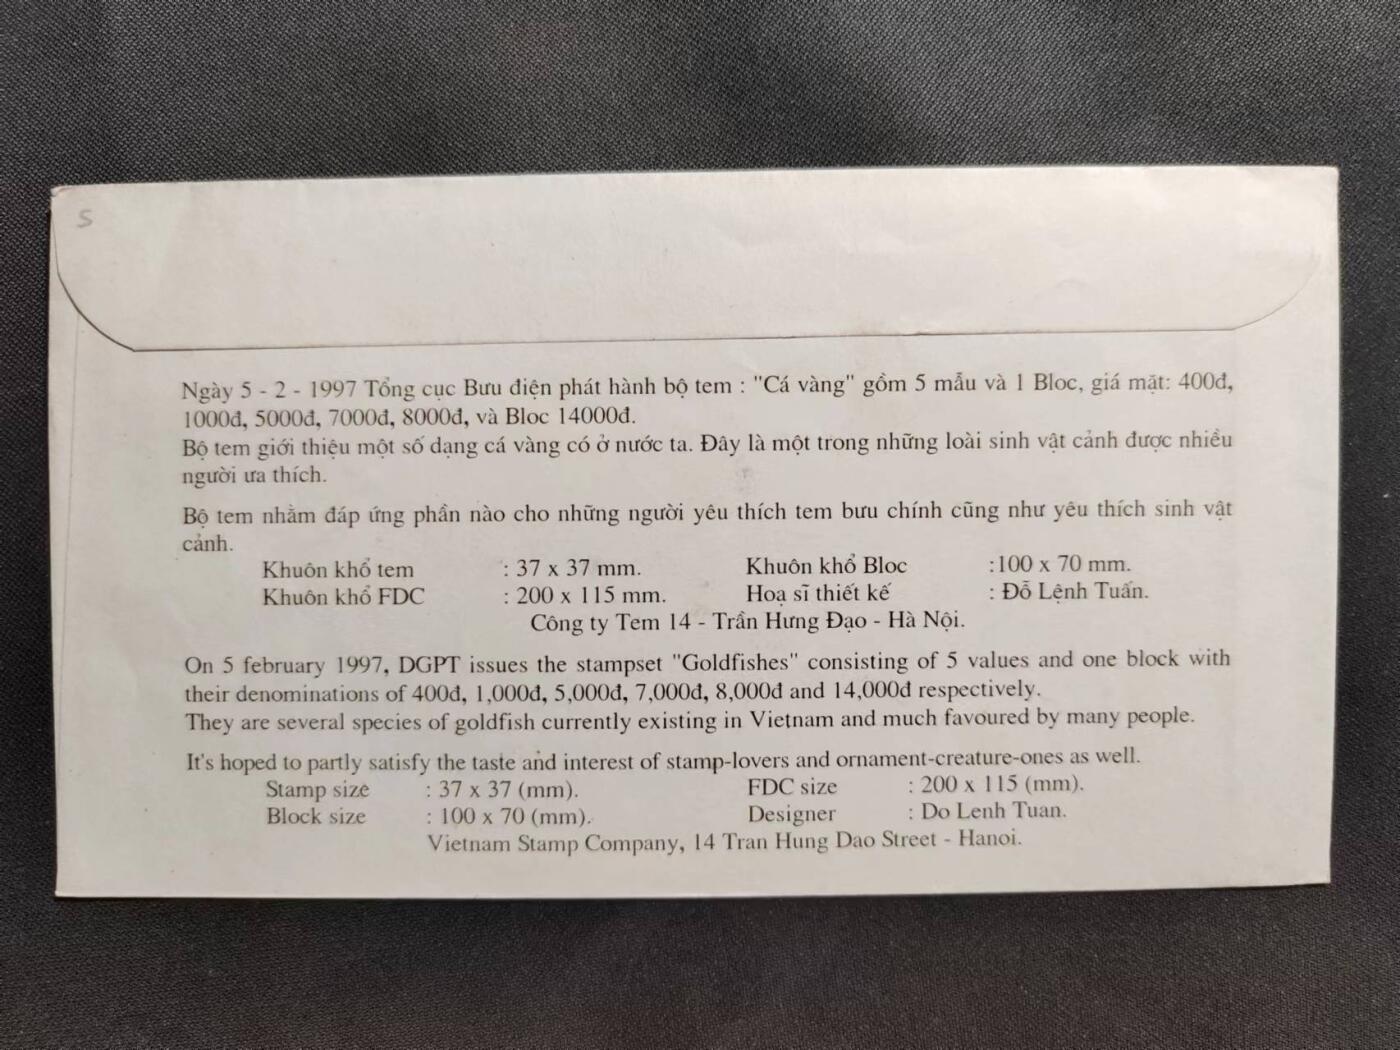 S
Ngày 5 - 2 - 1997 Tổng cục Bưu điện phát hành bộ tem : "Cá vàng" gồm 5 mẫu và 1 Bloc, giá mặt: 400đ,
1000đ, 5000đ, 7000đ, 8000đ, và Bloc 14000đ.
Bộ tem giới thiệu một số dạng cá vàng có ở nước ta. Đây là một trong những loài sinh vật cảnh được nhiều
người ưa thích.
Bộ tem nhằm đáp ứng phần nào cho những người yêu thích tem bưu chính cũng như yêu thích sinh vật
cảnh.
Khuôn khổ tem : 37 x 37 mm. Khuôn khổ Bloc :100 x 70 mm.
Khuôn khổ FDC : 200 x 115 mm. Hoạ sĩ thiết kế : Đỗ Lệnh Tuấn.
Công ty Tem 14 - Trần Hưng Đạo - Hà Nội.
On 5 february 1997, DGPT issues the stampset "Goldfishes" consisting of 5 values and one block with
their denominations of 400đ, 1,000đ, 5,000đ, 7,000đ, 8,000đ and 14,000đ respectively.
They are several species of goldfish currently existing in Vietnam and much favoured by many people.
It's hoped to partly satisfy the taste and interest of stamp-lovers and ornament-creature-ones as well.
Stamp size : 37 x 37 (mm). FDC size : 200 x 115 (mm).
Block size : 100 x 70 (mm). Designer : Do Lenh Tuan.
Vietnam Stamp Company, 14 Tran Hung Dao Street - Hanoi.